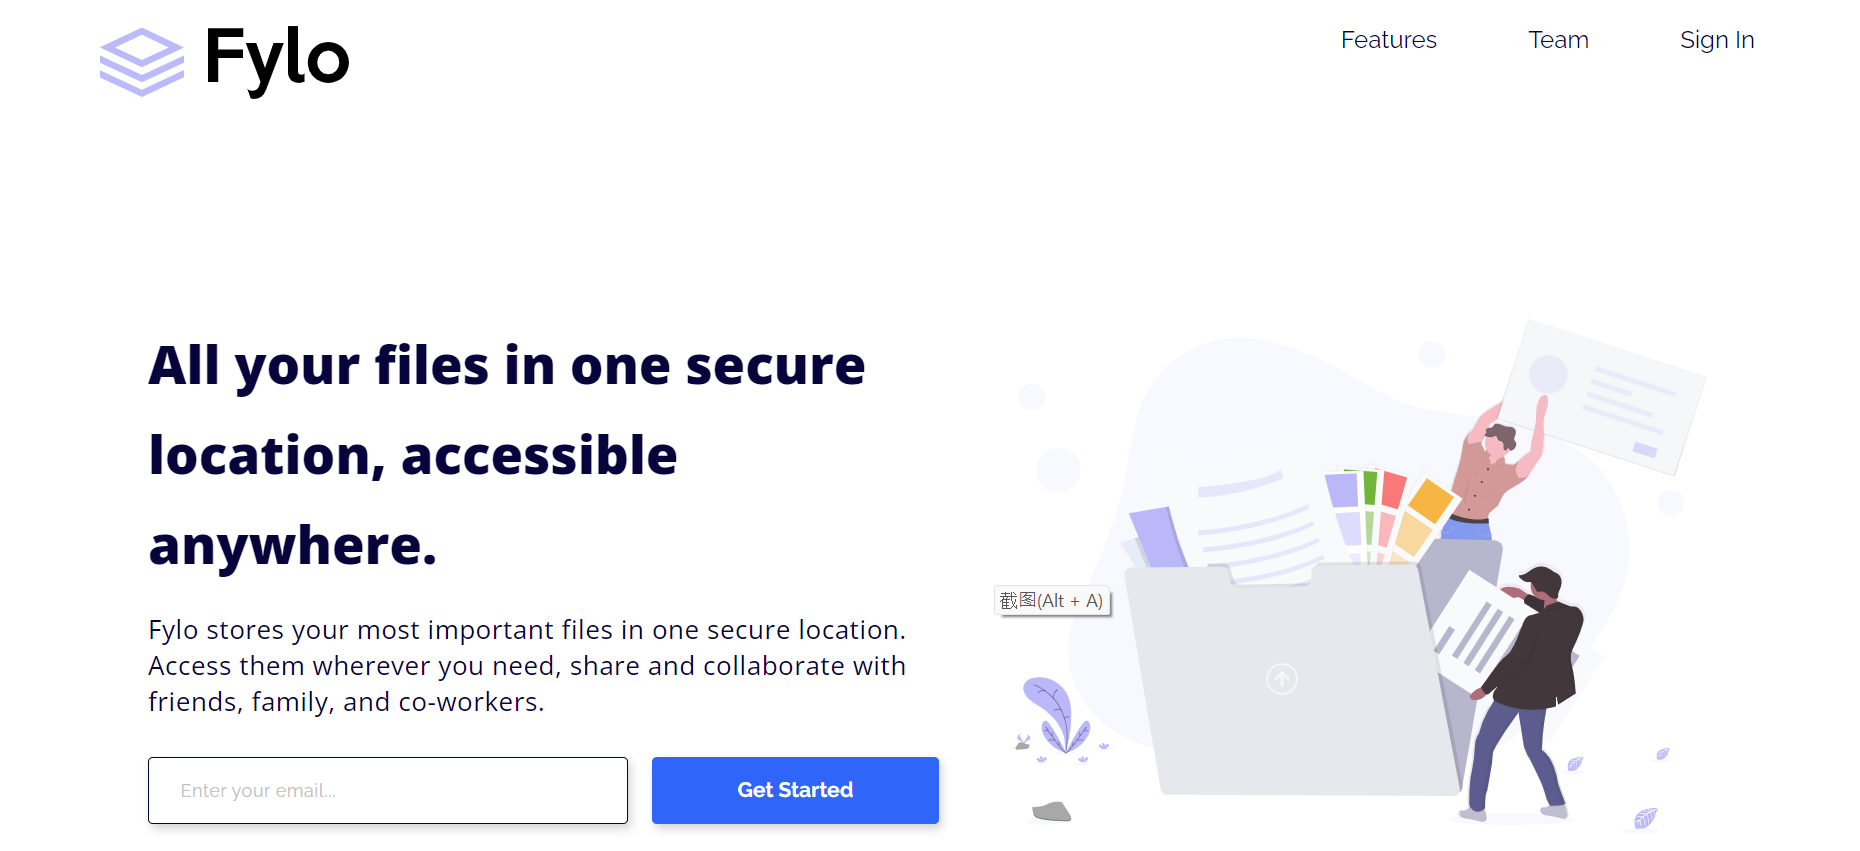 Fylo
Features
Team
Sign In
All your files in one secure
location, accessible
anywhere.
Fylo stores your most important files in one secure location.
Access them wherever you need, share and collaborate with
friends, family, and co-workers.
Enter your email...
Get Started
截图(Alt + A)